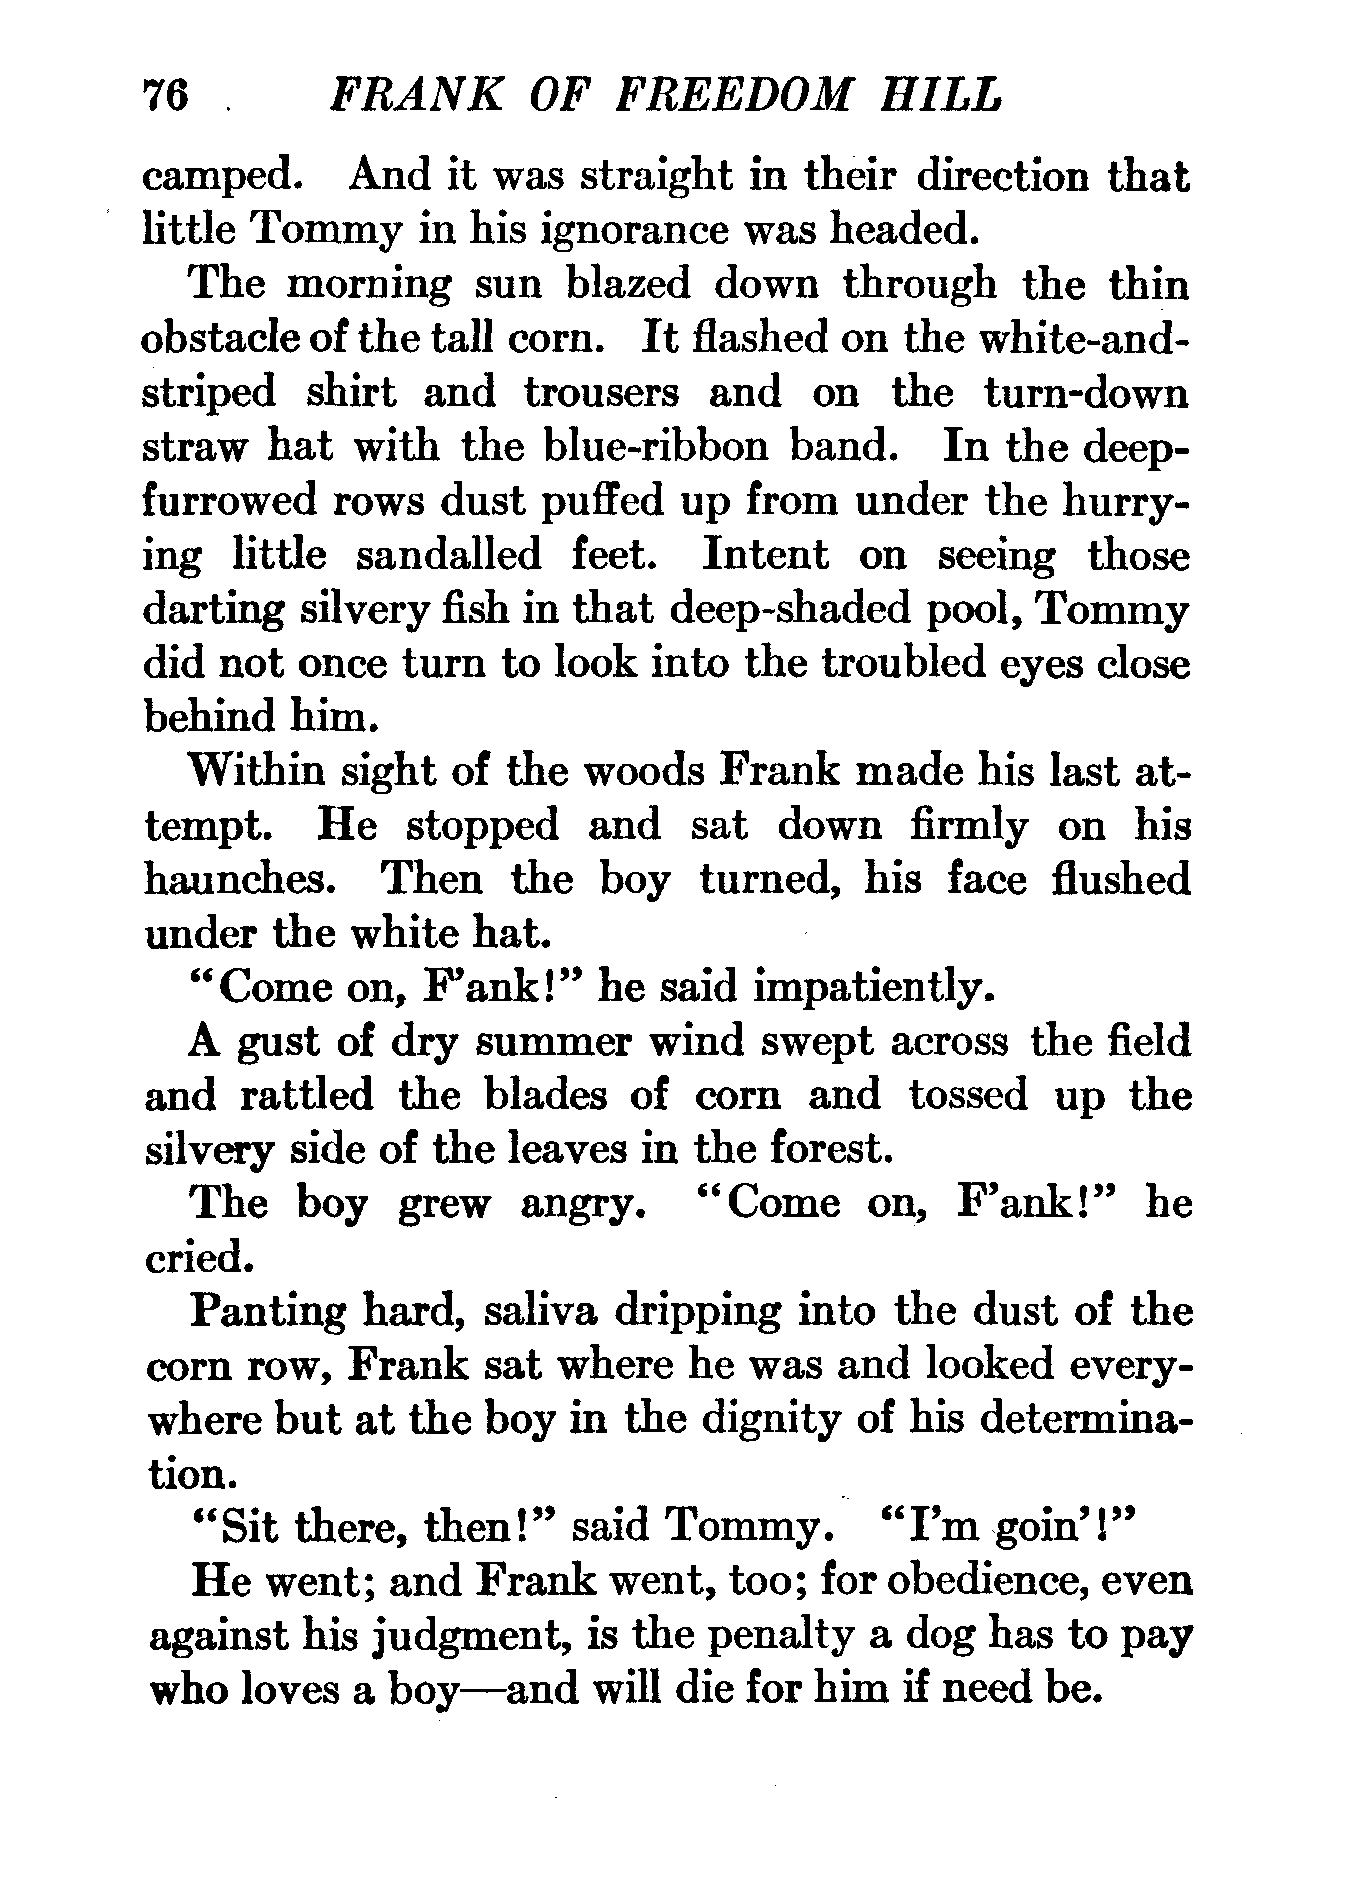 76 FRANK OF FREEDOM HILL
camped. And it was straight in their direction that
little Tommy in his ignorance was headed.
The morning sun blazed down through the thin
obstacle of the tall corn. It flashed on the white-and-
striped shirt and trousers and on the turn-down
straw hat with the blue-ribbon band. In the deep-
furrowed rows dust puffed up from under the hurry-
ing little sandalled feet. Intent on seeing those
darting silvery fish in that deep-shaded pool, Tommy
did not once turn to look into the troubled eyes close
behind him.
Within sight of the woods Frank made his last at-
tempt. He stopped and sat down firmly on his
haunches. Then the boy turned, his face flushed
under the white hat.
“Come on, F’ank!” he said impatiently.
A gust of dry summer wind swept across the field
and rattled the blades of corn and tossed up the
silvery side of the leaves in the forest.
The boy grew angry. “Come on, F’ank!” he
cried.
Panting hard, saliva dripping into the dust of the
corn row, Frank sat where he was and looked every-
where but at the boy in the dignity of his determina-
tion.
“Sit there, then!” said Tommy. “I’m goin’!”
He went; and Frank went, too; for obedience, even
against his judgment, is the penalty a dog has to pay
who loves a boy—and will die for him if need be.